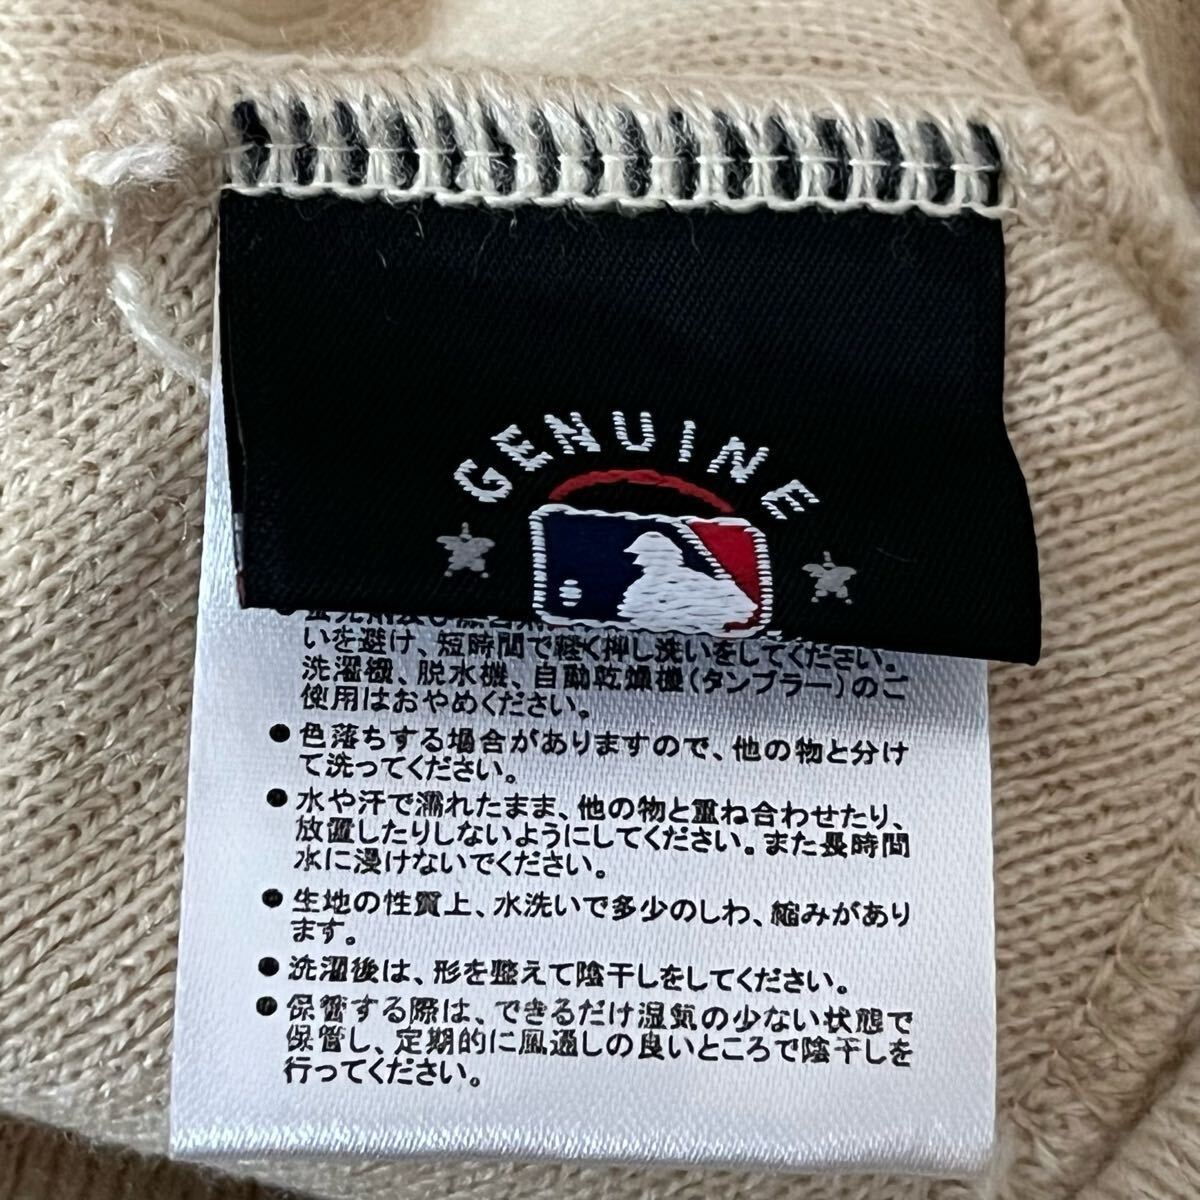 GENUINE
いを避け、短時間で軽く押し洗いをしてください。
洗濯機、脱水機、自動乾燥機(タンブラー)のご
使用はおやめください。
●色落ちする場合がありますので、他の物と分け
て洗ってください。
●水や汗で濡れたまま、他の物と重ね合わせたり、
放置したりしないようにしてください。また長時間
水に浸けないでください。
●生地の性質上、水洗いで多少のしわ、縮みがあり
ます。
●洗濯後は、形を整えて陰干しをしてください。
●保管する際は、できるだけ湿気の少ない状態で
保管し、定期的に風通しの良いところで陰干しを
行ってください。